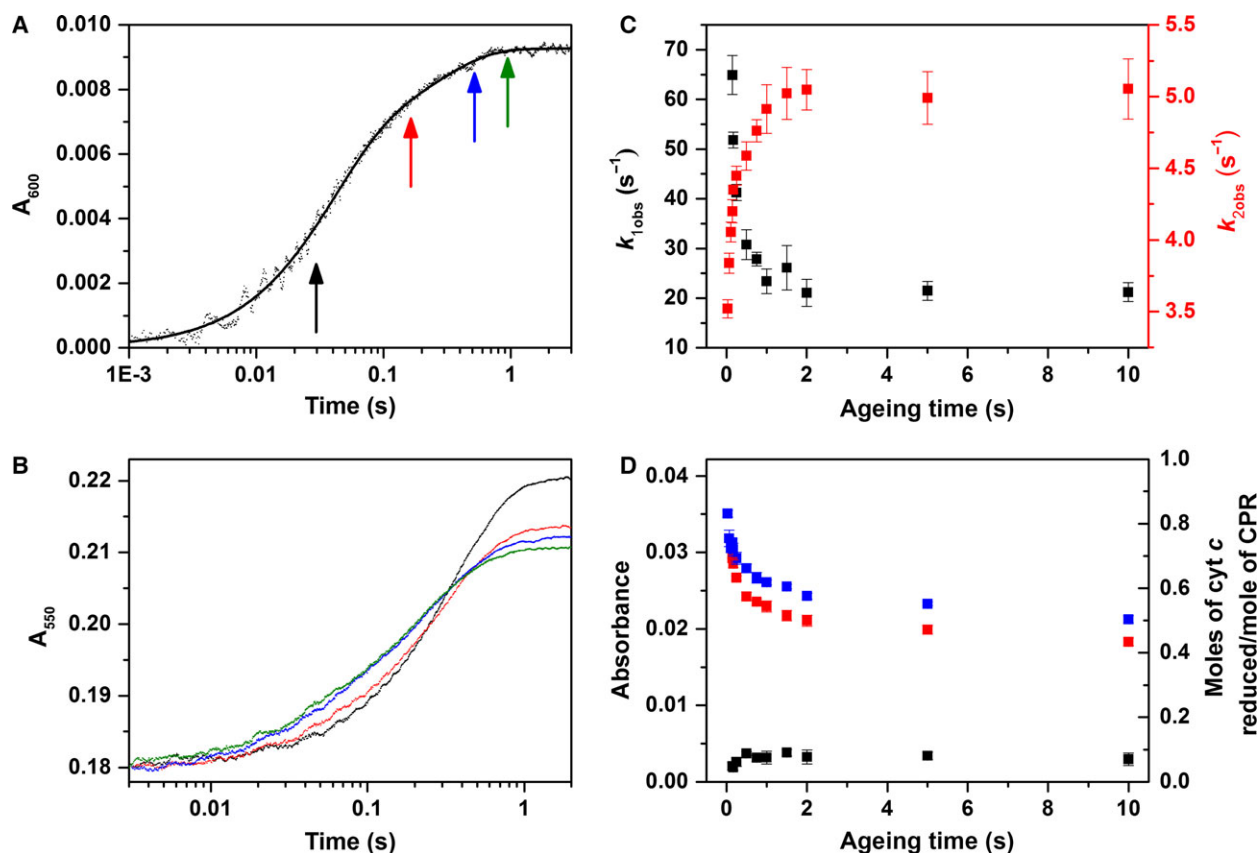 A
0.010
0.008
0.006
0.004
0.002
0.000
A600
1E-3 0.01 0.1 1
Time (s)
B
0.22
0.21
0.20
0.19
0.18
A550
0.01 0.1 1
Time (s)
C
70
60
50
40
30
20
10
k1obs (s−1)
5.5
5.0
4.5
4.0
3.5
k2obs (s−1)
0 2 4 6 8 10
Ageing time (s)
D
0.04
0.03
0.02
0.01
0.00
Absorbance
1.0
0.8
0.6
0.4
0.2
0.0
Moles of cyt c
reduced/mole of CPR
0 2 4 6 8 10
Ageing time (s)